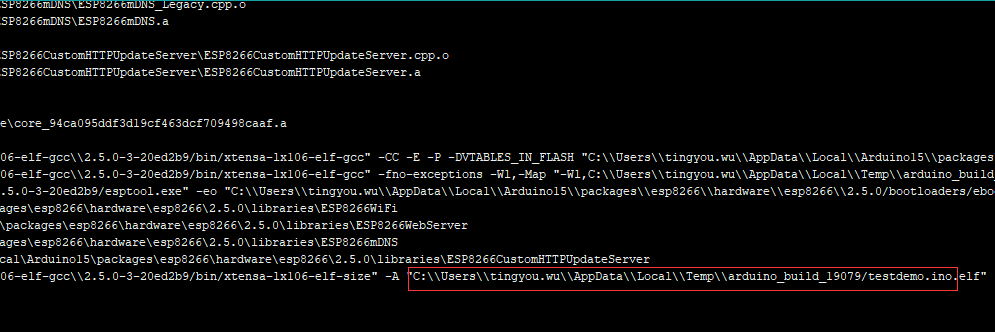 ESP8266mDNS\ESP8266mDNS_Legacy.cpp.o
ESP8266mDNS\ESP8266mDNS.a
ESP8266CustomHTTPUpdateServer\ESP8266CustomHTTPUpdateServer.cpp.o
ESP8266CustomHTTPUpdateServer\ESP8266CustomHTTPUpdateServer.a
e\core_94ca095ddf3d19cf463dcf709498caaf.a
06-elf-gcc\\2.5.0-3-20ed2b9/bin/xtensa-lx106-elf-gcc" -CC -E -P -DVTABLES_IN_FLASH "C:\\Users\\tingyou.wu\\AppData\\Local\\Arduino15\\packages
06-elf-gcc\\2.5.0-3-20ed2b9/bin/xtensa-lx106-elf-gcc" -fno-exceptions -Wl,-Map "-Wl,C:\\Users\\tingyou.wu\\AppData\\Local\\Temp\\arduino_build_
.5.0-3-20ed2b9/esptool.exe" -eo "C:\\Users\\tingyou.wu\\AppData\\Local\\Arduino15\\packages\\esp8266\\hardware\\esp8266\\2.5.0/bootloaders/ebo
ages\esp8266\hardware\esp8266\2.5.0\libraries\ESP8266WiFi
\packages\esp8266\hardware\esp8266\2.5.0\libraries\ESP8266WebServer
ages\esp8266\hardware\esp8266\2.5.0\libraries\ESP8266mDNS
cal\Arduino15\packages\esp8266\hardware\esp8266\2.5.0\libraries\ESP8266CustomHTTPUpdateServer
06-elf-gcc\\2.5.0-3-20ed2b9/bin/xtensa-lx106-elf-size" -A "C:\\Users\\tingyou.wu\\AppData\\Local\\Temp\\arduino_build_19079/testdemo.ino.elf"